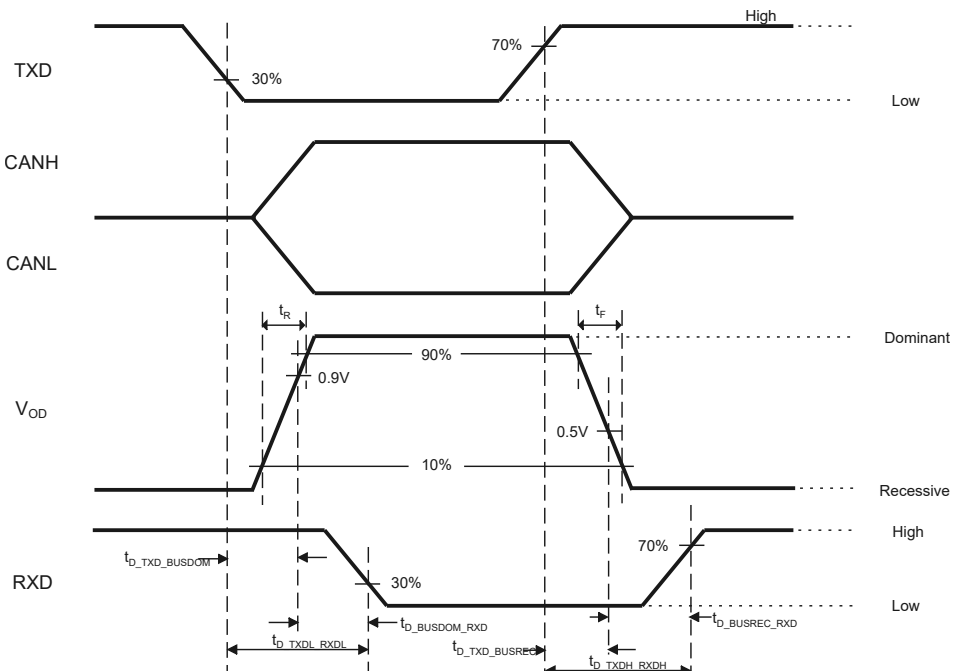 High
70%
TXD
30%
Low
CANH
CANL
tR
tF
Dominant
90%
0.9V
VOD
0.5V
10%
Recessive
High
70%
tD_TXD_BUSDOM
RXD
30%
Low
tD_BUSDOM_RXD
tD_BUSREC_RXD
tD_TXDL_RXDL
tD_TXD_BUSREC
tD_TXDH_RXDH